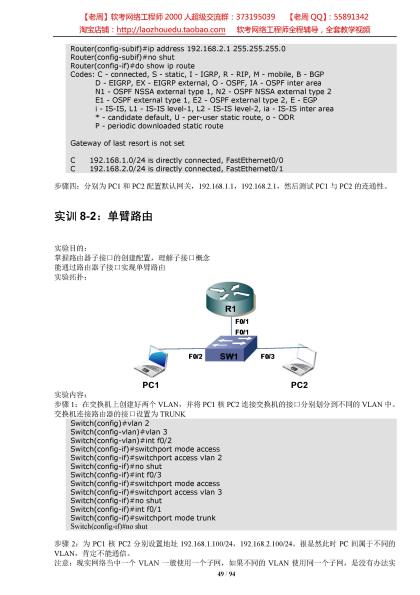 【老周】软考网络工程师 2000 人超级交流群：373195039 【老周 QQ】：55891342
淘宝店铺：http://laozhouedu.taobao.com 软考网络工程师全程辅导，全套教学视频
Router(config-subif)#ip address 192.168.2.1 255.255.255.0
Router(config-subif)#no shut
Router(config-if)#do show ip route
Codes: C - connected, S - static, I - IGRP, R - RIP, M - mobile, B - BGP
D - EIGRP, EX - EIGRP external, O - OSPF, IA - OSPF inter area
N1 - OSPF NSSA external type 1, N2 - OSPF NSSA external type 2
E1 - OSPF external type 1, E2 - OSPF external type 2, E - EGP
i - IS-IS, L1 - IS-IS level-1, L2 - IS-IS level-2, ia - IS-IS inter area
* - candidate default, U - per-user static route, o - ODR
P - periodic downloaded static route
Gateway of last resort is not set
C 192.168.1.0/24 is directly connected, FastEthernet0/0
C 192.168.2.0/24 is directly connected, FastEthernet0/1
步骤四：分别为 PC1 和 PC2 配置默认网关，192.168.1.1，192.168.2.1，然后测试 PC1 与 PC2 的连通性。
实训 8-2：单臂路由
实验目的：
掌握路由器子接口的创建配置，理解子接口概念
能通过路由器子接口实现单臂路由
实验拓扑：
R1
F0/1
F0/1
F0/2 SW1 F0/3
PC1 PC2
实验内容：
步骤 1：在交换机上创建好两个 VLAN，并将 PC1 核 PC2 连接交换机的接口分别划分到不同的 VLAN 中。
交换机连接路由器的接口设置为 TRUNK
Switch(config)#vlan 2
Switch(config-vlan)#vlan 3
Switch(config-vlan)#int f0/2
Switch(config-if)#switchport mode access
Switch(config-if)#switchport access vlan 2
Switch(config-if)#no shut
Switch(config-if)#int f0/3
Switch(config-if)#switchport mode access
Switch(config-if)#switchport access vlan 3
Switch(config-if)#no shut
Switch(config-if)#int f0/1
Switch(config-if)#switchport mode trunk
Switch(config-if)#no shut
步骤 2：为 PC1 核 PC2 分别设置地址 192.168.1.100/24，192.168.2.100/24。很显然此时 PC 间属于不同的
VLAN，肯定不能通信。
注意：现实网络当中一个 VLAN 一般使用一个子网，如果不同的 VLAN 使用同一个子网，是没有办法实
49 / 94